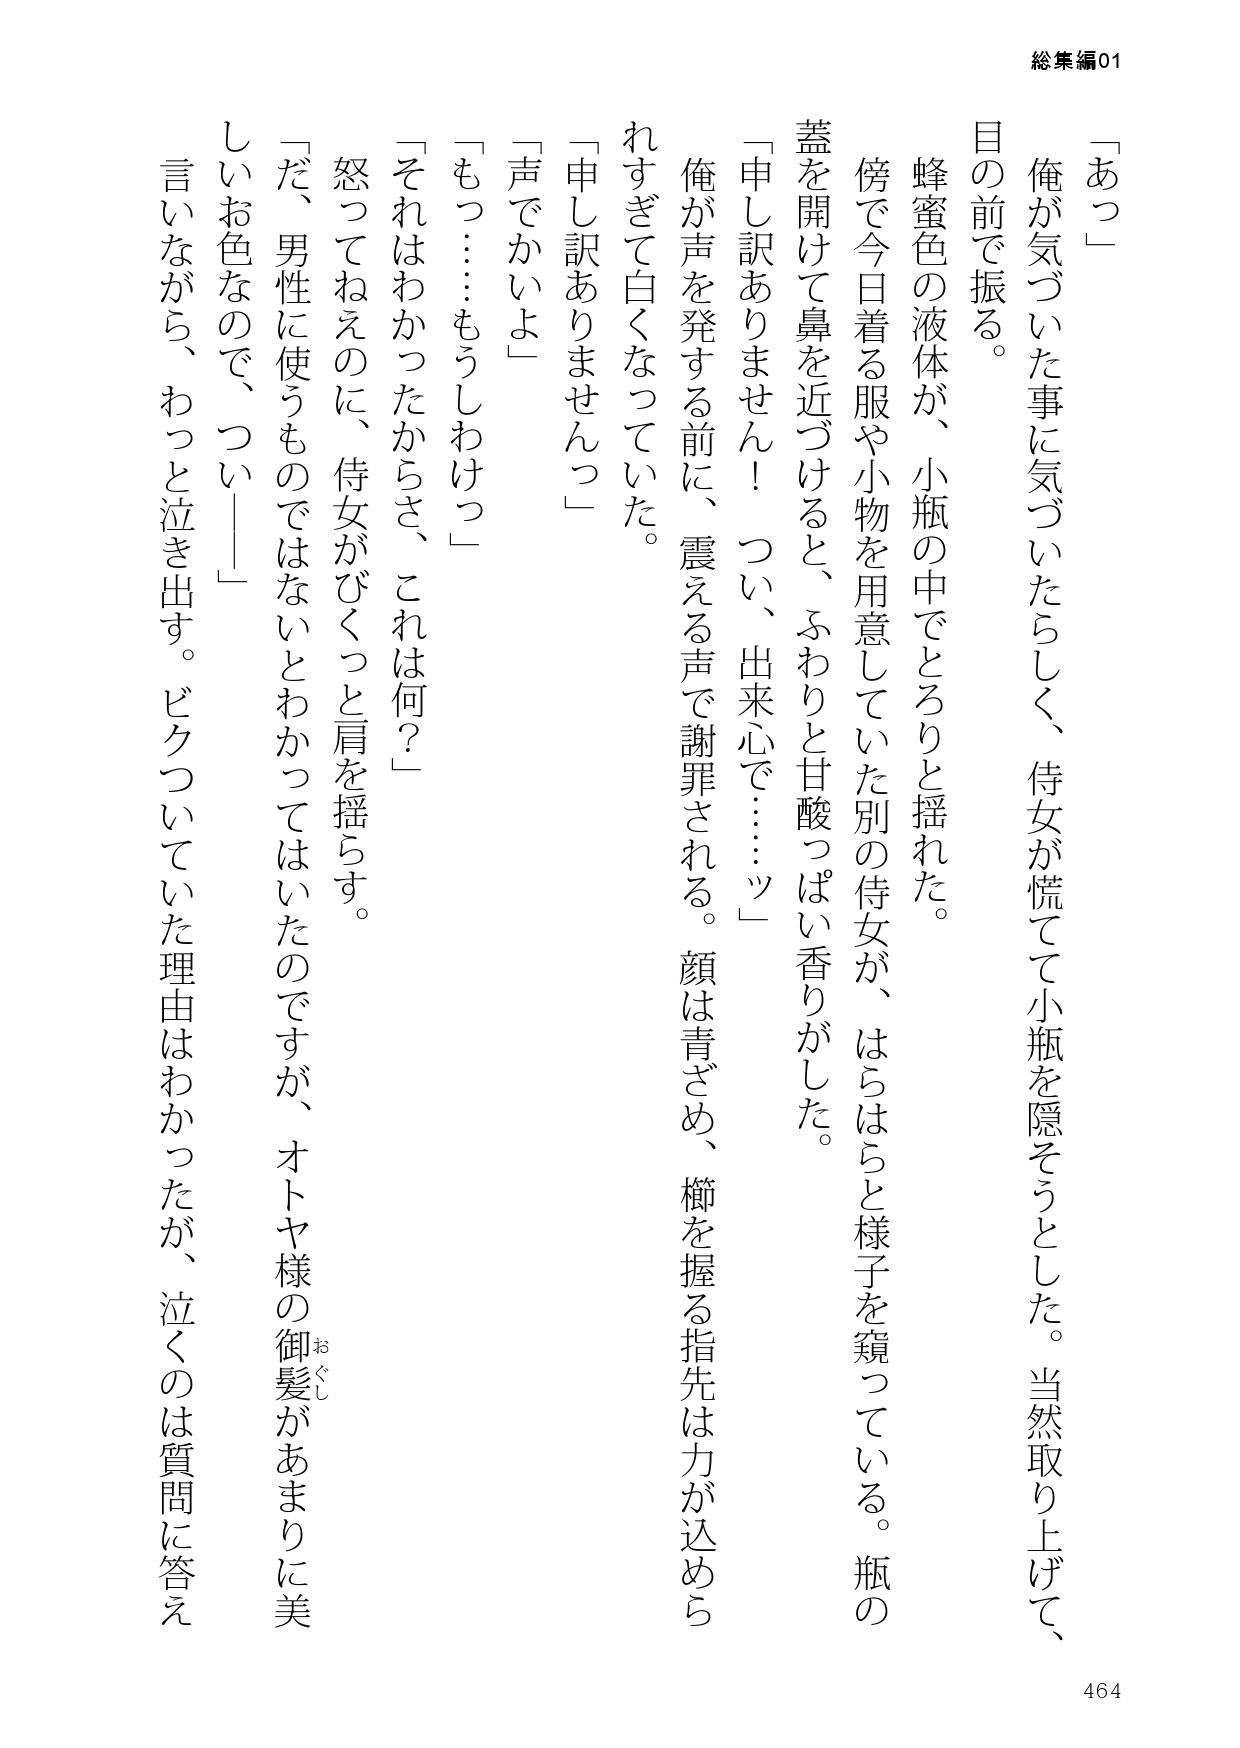 総集編01
「あっ」
　俺が気づいた事に気づいたらしく、侍女が慌てて小瓶を隠そうとした。当然取り上げて、
目の前で振る。
　蜂蜜色の液体が、小瓶の中でとろりと揺れた。
　傍で今日着る服や小物を用意していた別の侍女が、はらはらと様子を窺っている。瓶の
蓋を開けて鼻を近づけると、ふわりと甘酸っぱい香りがした。
「申し訳ありません！　つい、出来心で……ッ」
　俺が声を発する前に、震える声で謝罪される。顔は青ざめ、櫛を握る指先は力が込めら
れすぎて白くなっていた。
「申し訳ありませんっ」
「声でかいよ」
「もっ……もうしわけっ」
「それはわかったからさ、これは何？」
　怒ってねえのに、侍女がびくっと肩を揺らす。
「だ、男性に使うものではないとわかってはいたのですが、オトヤ様の御髪おぐしがあまりに美
しいお色なので、つい――」
　言いながら、わっと泣き出す。ビクついていた理由はわかったが、泣くのは質問に答え
464